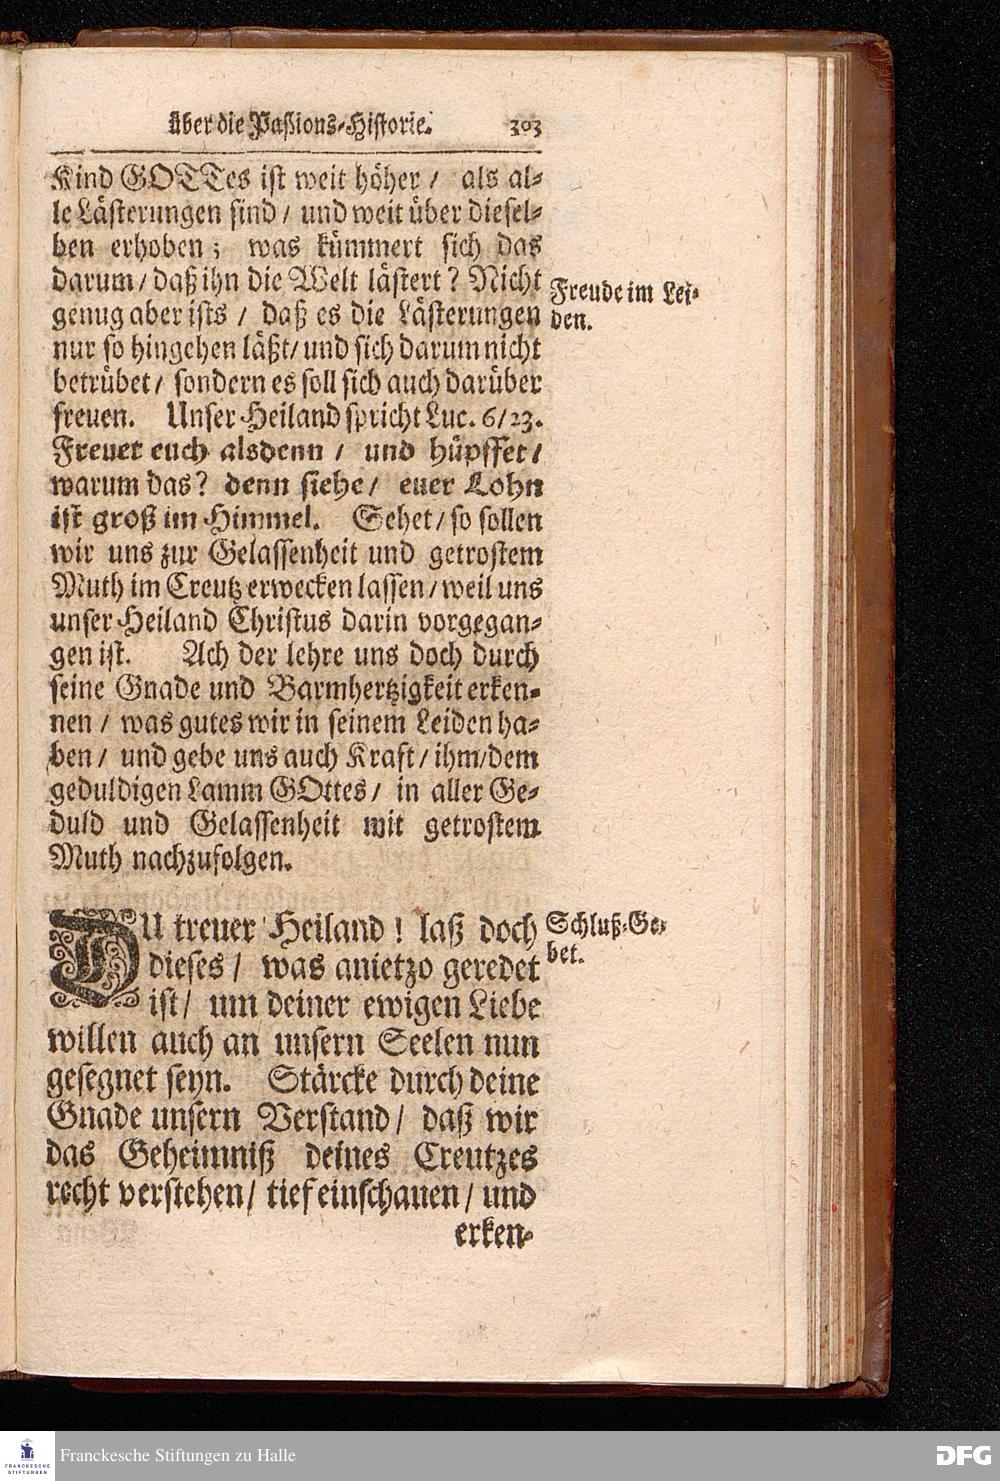 über die Paßions-Historie. 303
Kind GOTTes ist weit höher / als al-
le Lästerungen sind / und weit über diesel-
ben erhoben; was kümmert sich das
darum / daß ihn die Welt lästert? Nicht
genug aber ists / daß es die Lästerungen
nur so hingehen läßt / und sich darum nicht
betrübet / sondern es soll sich auch darüber
freuen. Unser Heiland spricht Luc. 6/23.
Freuet euch alsdenn / und hüpffet /
warum das? denn siehe / euer Lohn
ist groß im Himmel. Sehet / so sollen
wir uns zur Gelassenheit und getrostem
Muth im Creutz erwecken lassen / weil uns
unser Heiland Christus darin vorgegan-
gen ist. Ach der lehre uns doch durch
seine Gnade und Barmhertzigkeit erken-
nen / was gutes wir in seinem Leiden ha-
ben / und gebe uns auch Kraft / ihm / dem
geduldigen Lamm GOttes / in aller Ge-
duld und Gelassenheit mit getrostem
Muth nachzufolgen.
Freude im Lei-
den.
DU treuer Heiland! laß doch
dieses / was anietzo geredet
ist / um deiner ewigen Liebe
willen auch an unsern Seelen nun
gesegnet seyn. Stärcke durch deine
Gnade unsern Verstand / daß wir
das Geheimniß deines Creutzes
recht verstehen / tief einschauen / und
erken-
Schluß-Ge-
bet.
FRANCKESCHE
STIFTUNGEN
Franckesche Stiftungen zu Halle
DFG